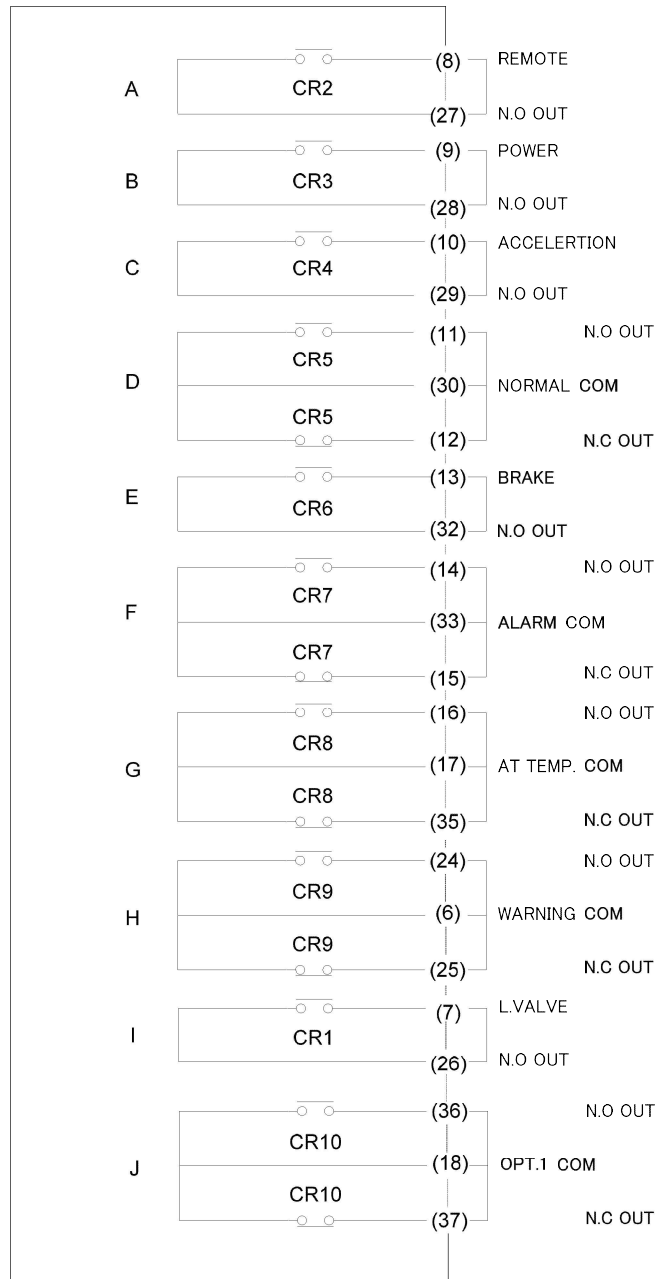 (8) REMOTE
A CR2
(27) N.O OUT
(9) POWER
B CR3
(28) N.O OUT
(10) ACCELERTION
C CR4
(29) N.O OUT
(11) N.O OUT
CR5
D (30) NORMAL COM
CR5
(12) N.C OUT
(13) BRAKE
E CR6
(32) N.O OUT
(14) N.O OUT
CR7
F (33) ALARM COM
CR7
(15) N.C OUT
(16) N.O OUT
CR8
G (17) AT TEMP. COM
CR8
(35) N.C OUT
(24) N.O OUT
CR9
H (6) WARNING COM
CR9
(25) N.C OUT
(7) L.VALVE
I CR1
(26) N.O OUT
(36) N.O OUT
CR10
J (18) OPT.1 COM
CR10
(37) N.C OUT